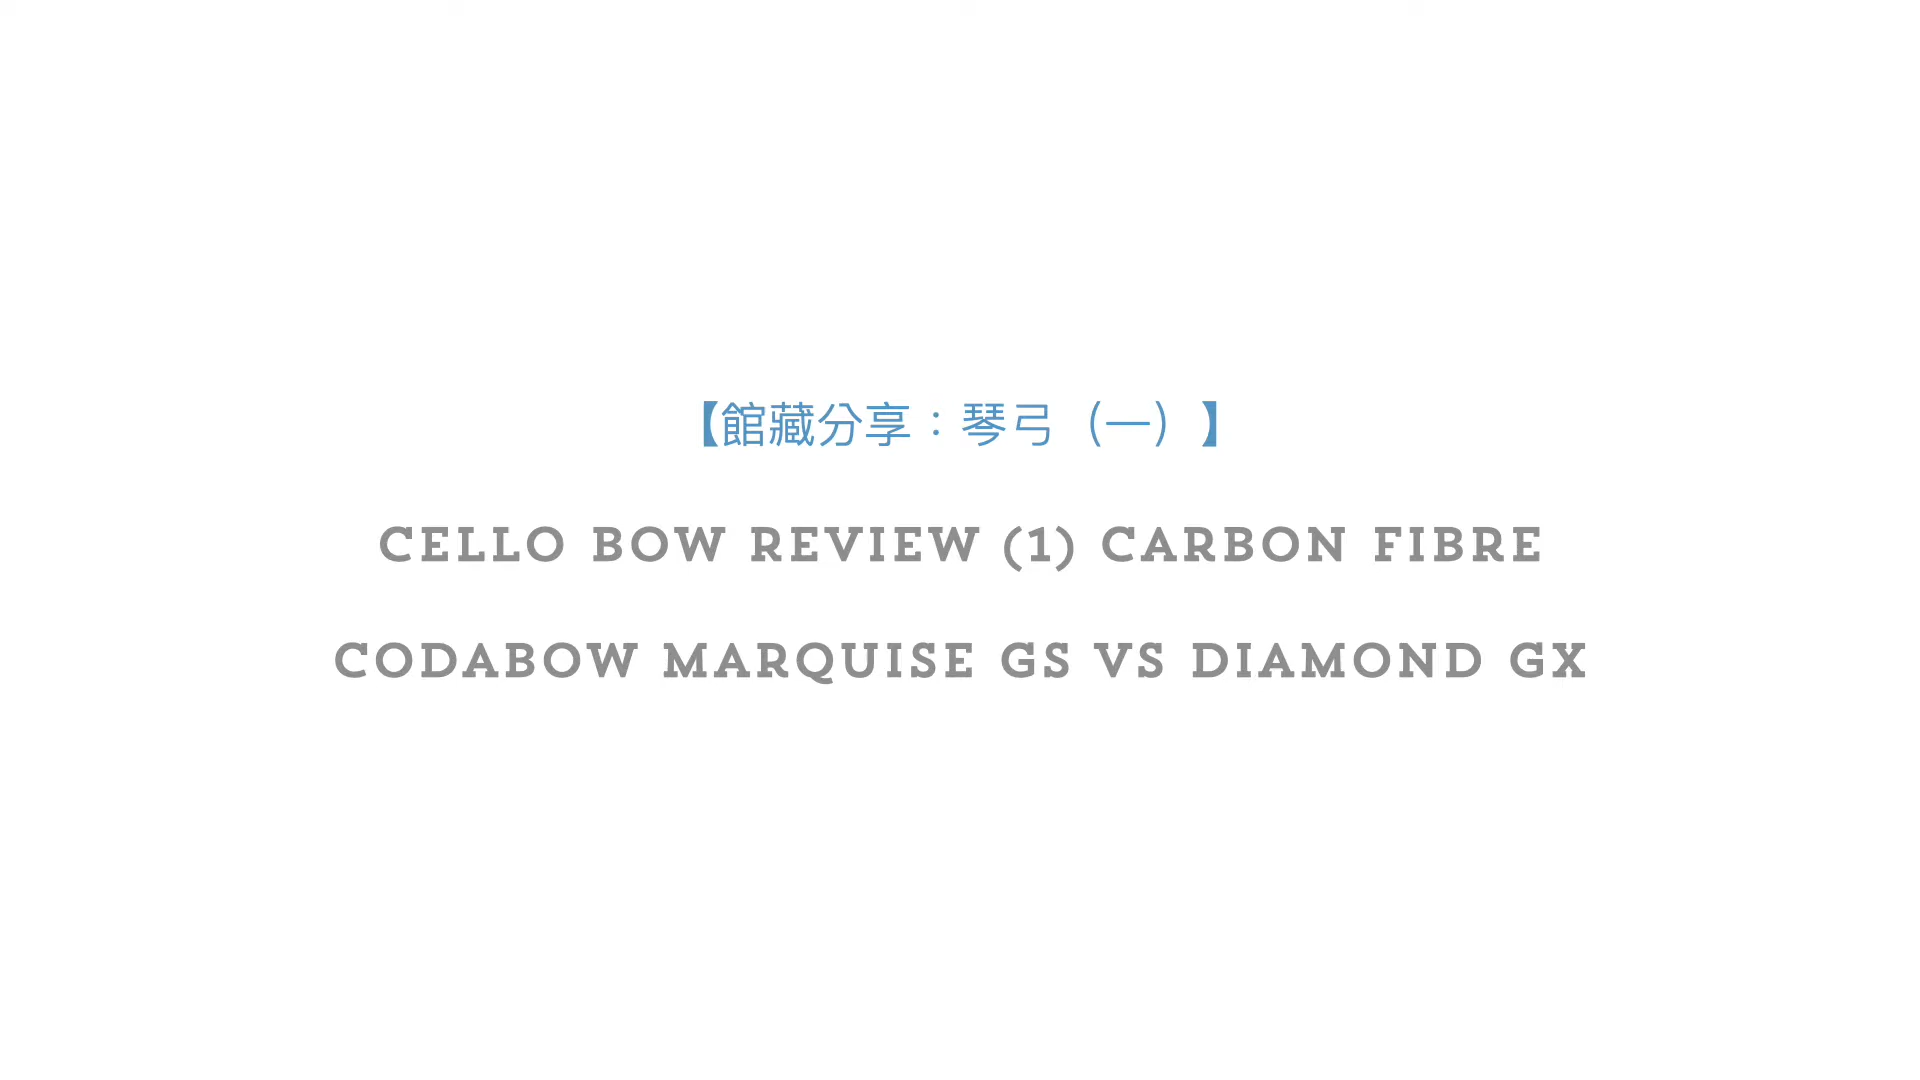 【館藏分享：琴弓（一）】
CELLO BOW REVIEW (1) CARBON FIBRE
CODABOW MARQUISE GS VS DIAMOND GX